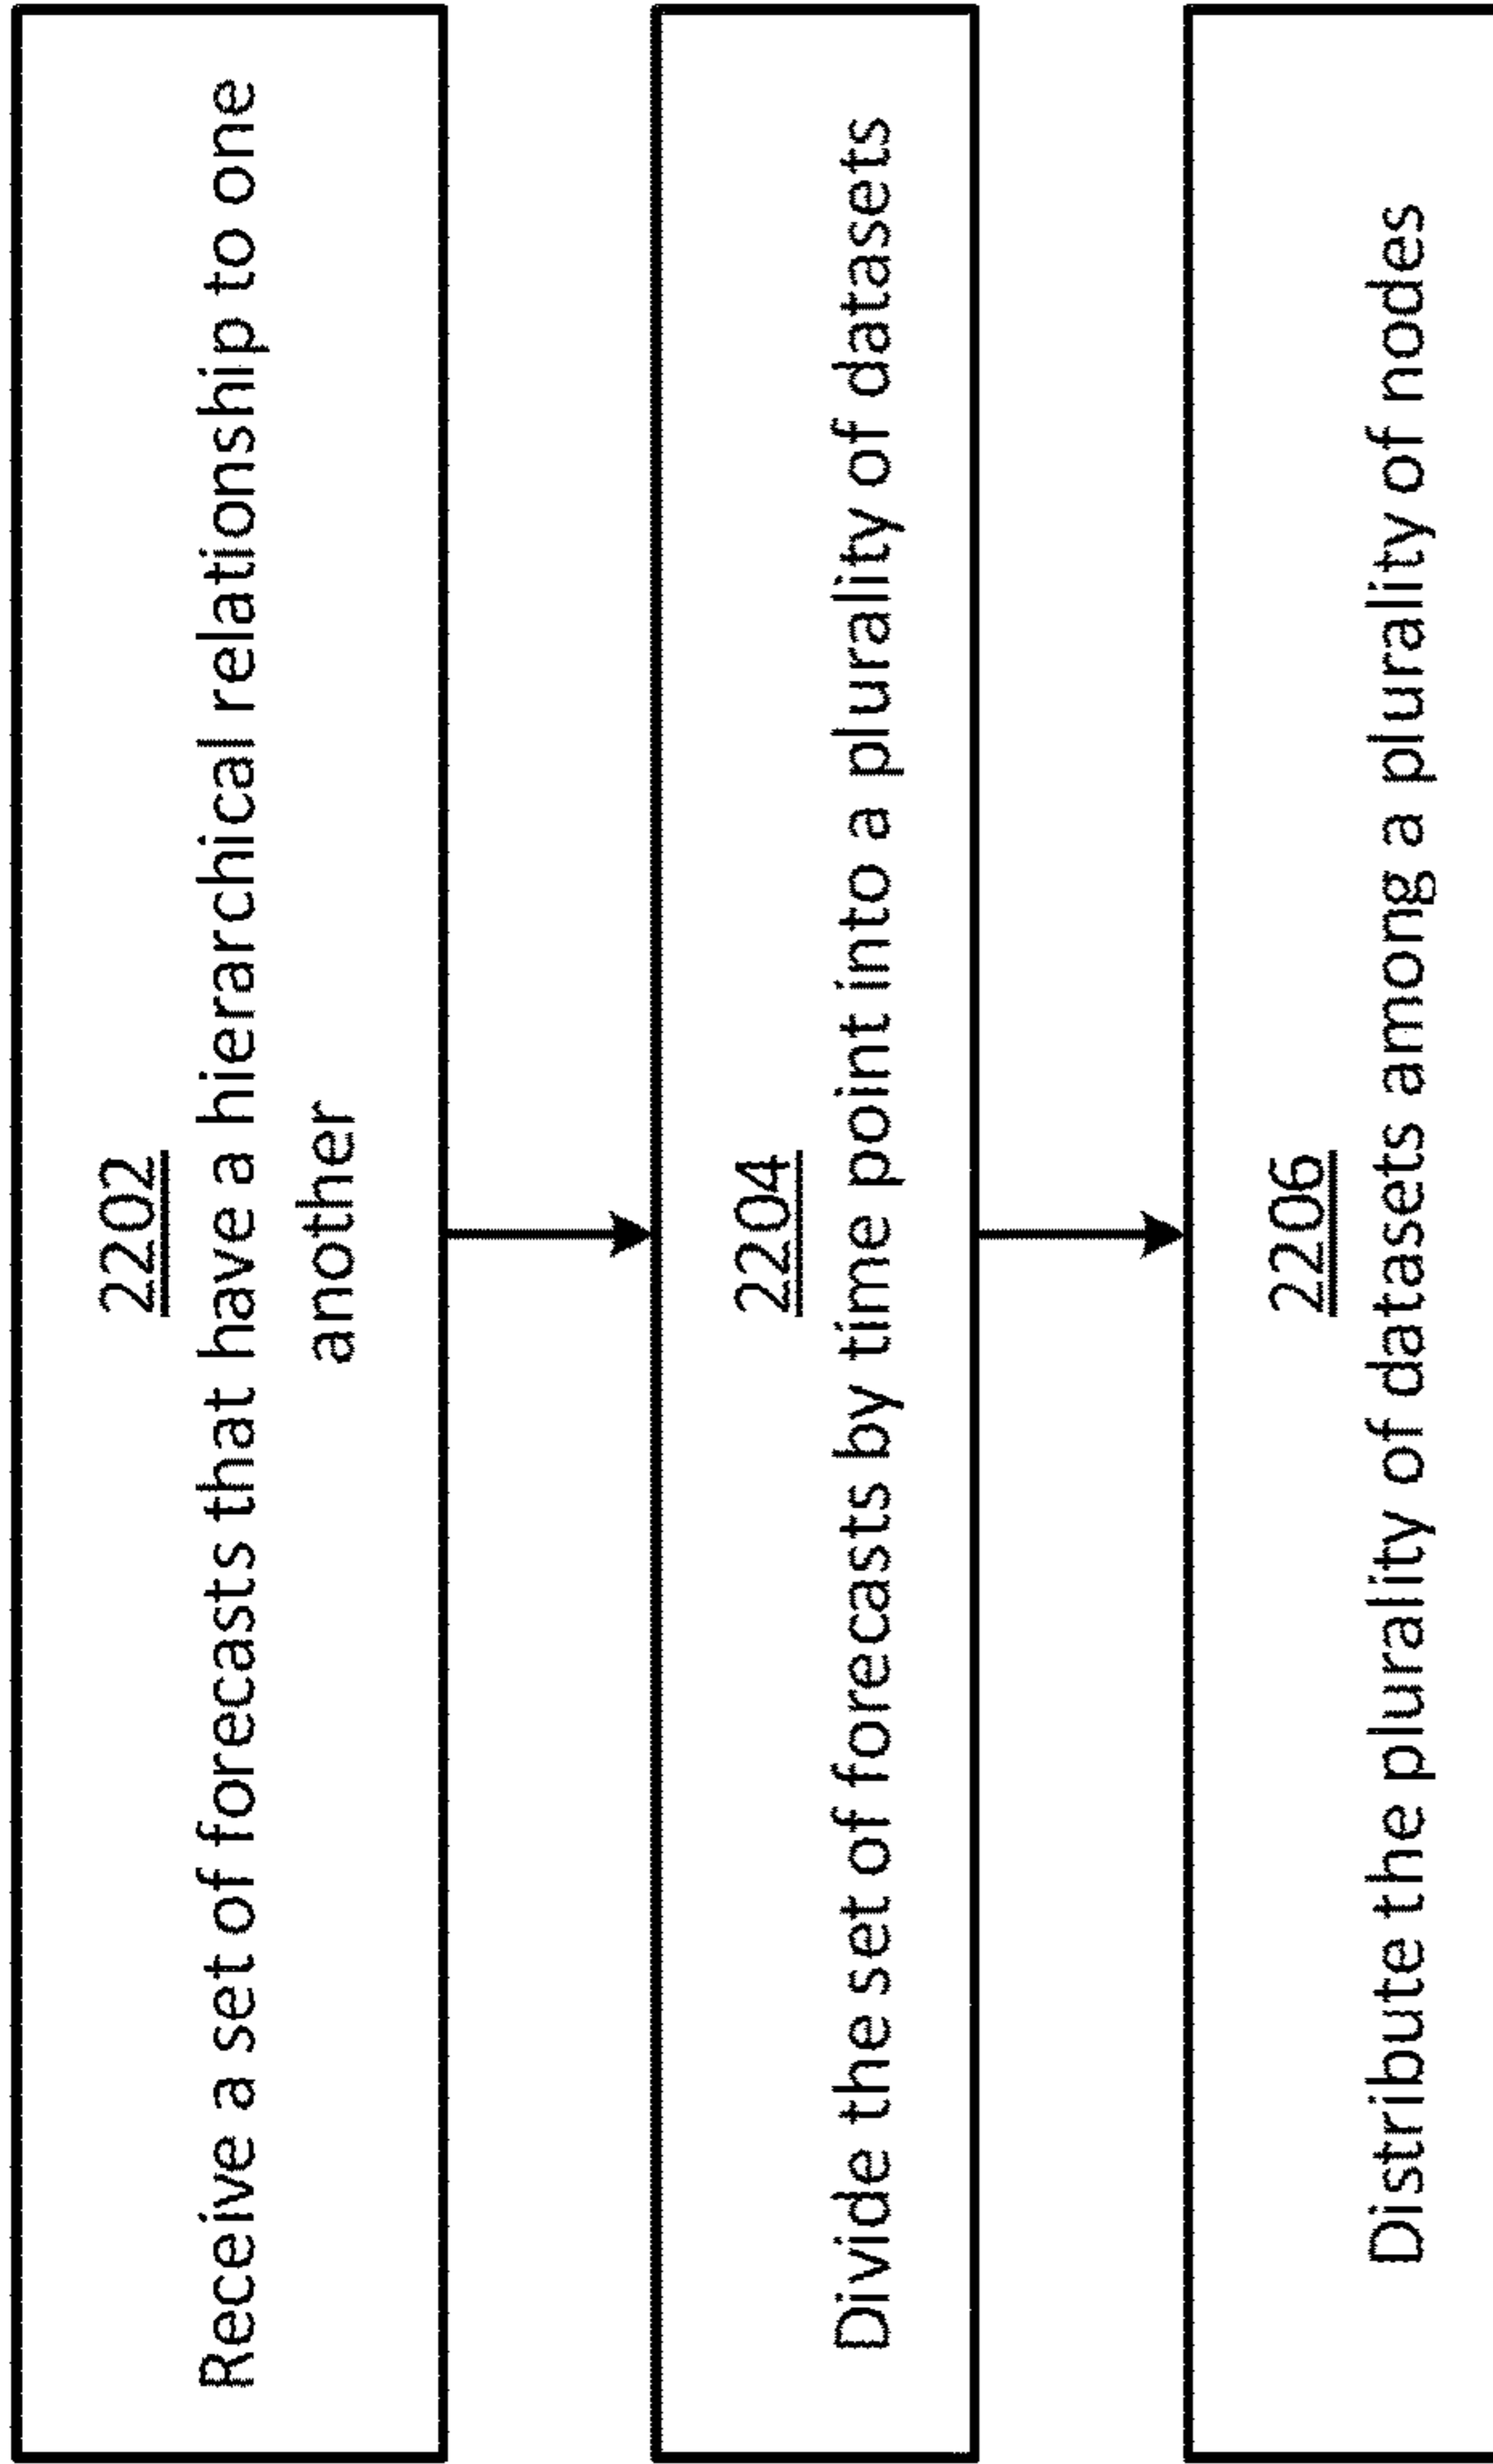 2202
Receive a set of forecasts that have a hierarchical relationship to one
another
2204
Divide the set of forecasts by time point into a plurality of datasets
2206
Distribute the plurality of datasets among a plurality of nodes